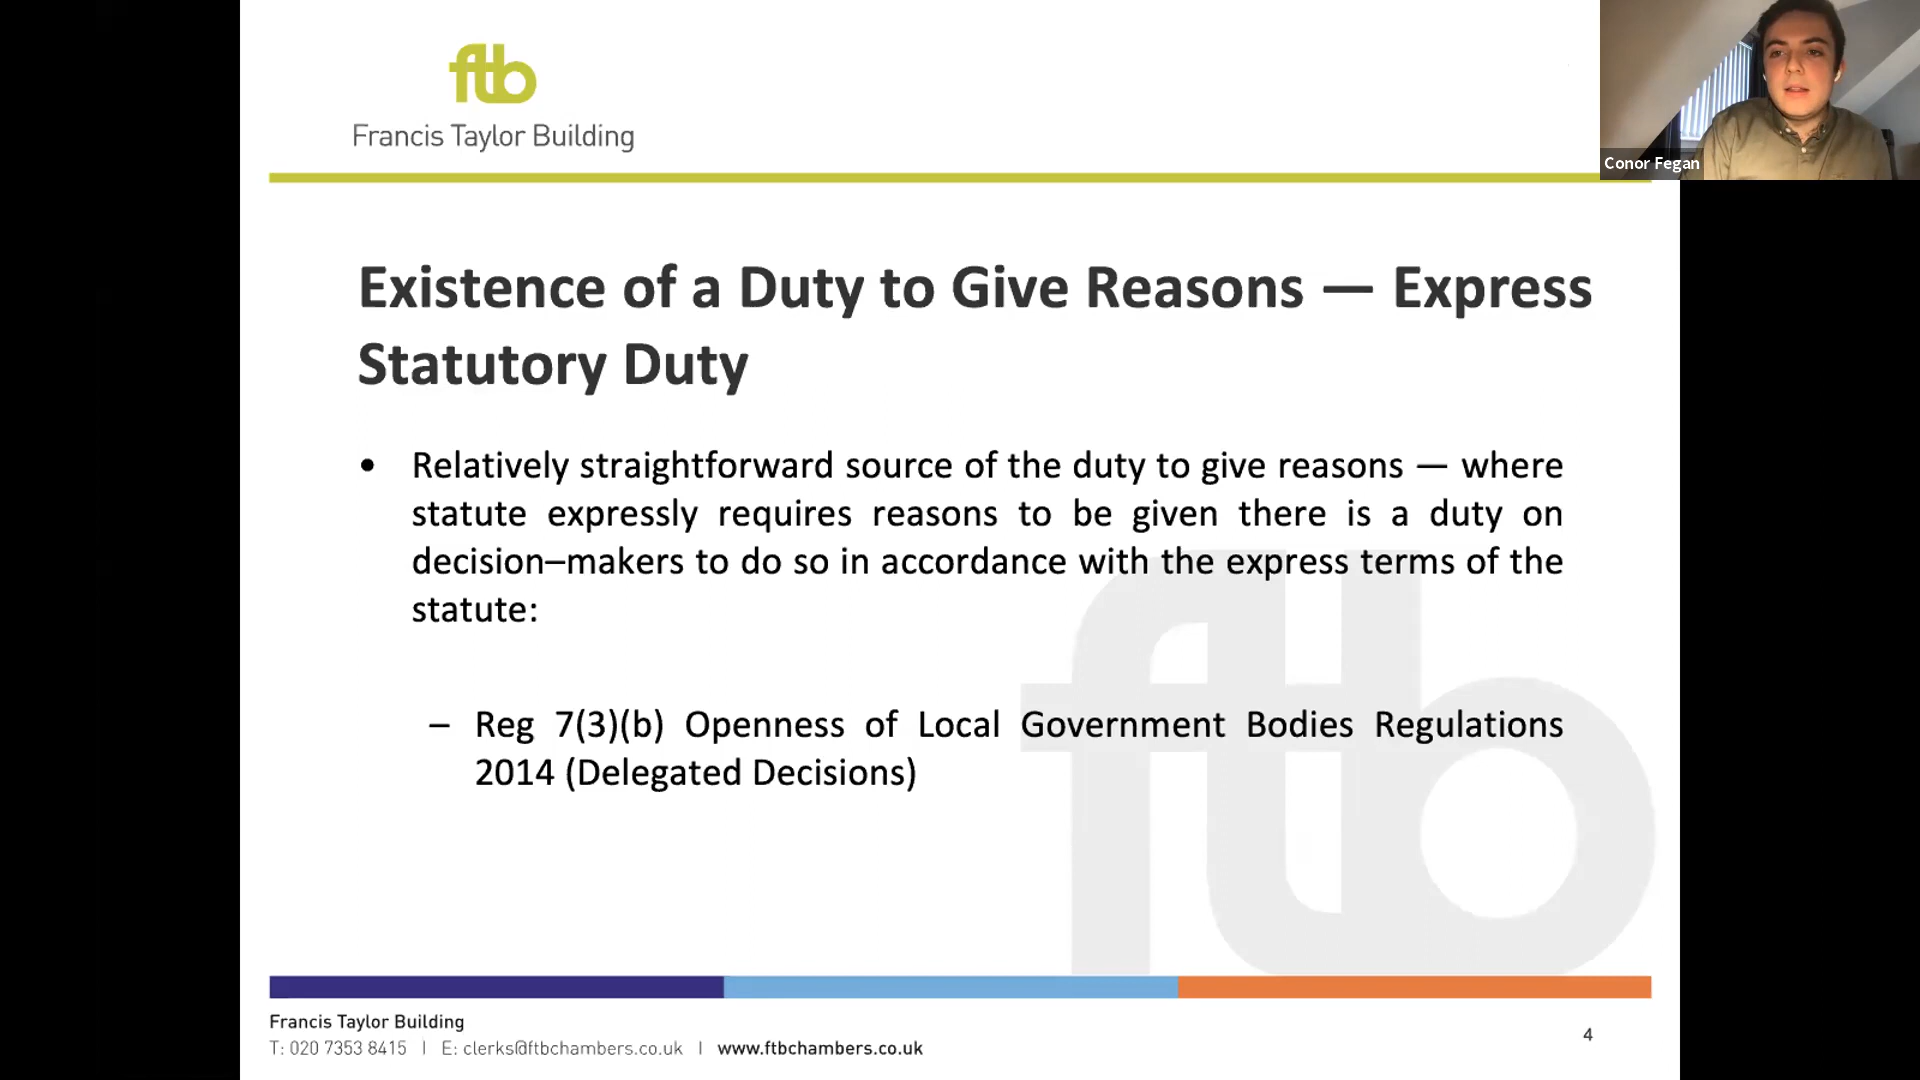 ftb
Francis Taylor Building
Conor Fegan
Existence of a Duty to Give Reasons — Express
Statutory Duty
• Relatively straightforward source of the duty to give reasons — where
statute expressly requires reasons to be given there is a duty on
decision–makers to do so in accordance with the express terms of the
statute:
– Reg 7(3)(b) Openness of Local Government Bodies Regulations
2014 (Delegated Decisions)
ftb
Francis Taylor Building
T: 020 7353 8415 | E: clerks@ftbchambers.co.uk | www.ftbchambers.co.uk
4